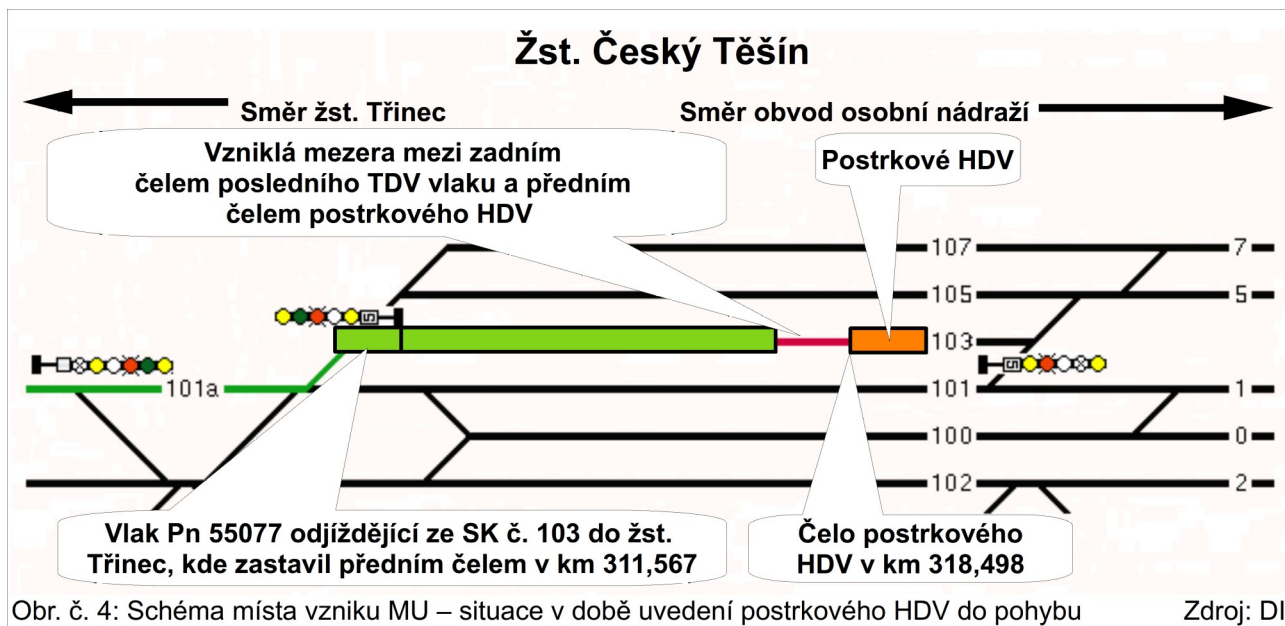 Žst. Český Těšín
Směr žst. Třinec
Směr obvod osobní nádraží
Vzniklá mezera mezi zadním
čelem posledního TDV vlaku a předním
čelem postrkového HDV
Postrkové HDV
107
7
105
5
103
101a
101
1
100
0
102
2
Vlak Pn 55077 odjíždějící ze SK č. 103 do žst.
Třinec, kde zastavil předním čelem v km 311,567
Čelo postrkového
HDV v km 318,498
Obr. č. 4: Schéma místa vzniku MU – situace v době uvedení postrkového HDV do pohybu
Zdroj: DI